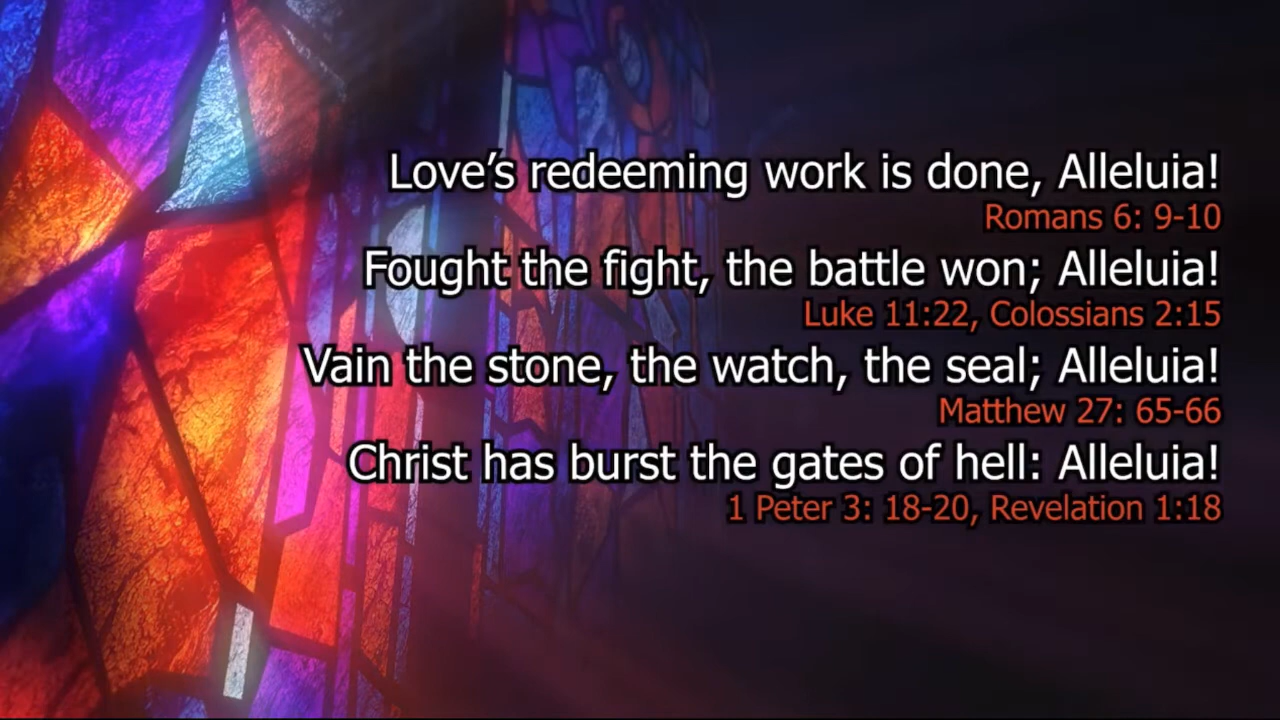 Love’s redeeming work is done, Alleluia!
Romans 6: 9-10
Fought the fight, the battle won; Alleluia!
Luke 11:22, Colossians 2:15
Vain the stone, the watch, the seal; Alleluia!
Matthew 27: 65-66
Christ has burst the gates of hell: Alleluia!
1 Peter 3: 18-20, Revelation 1:18